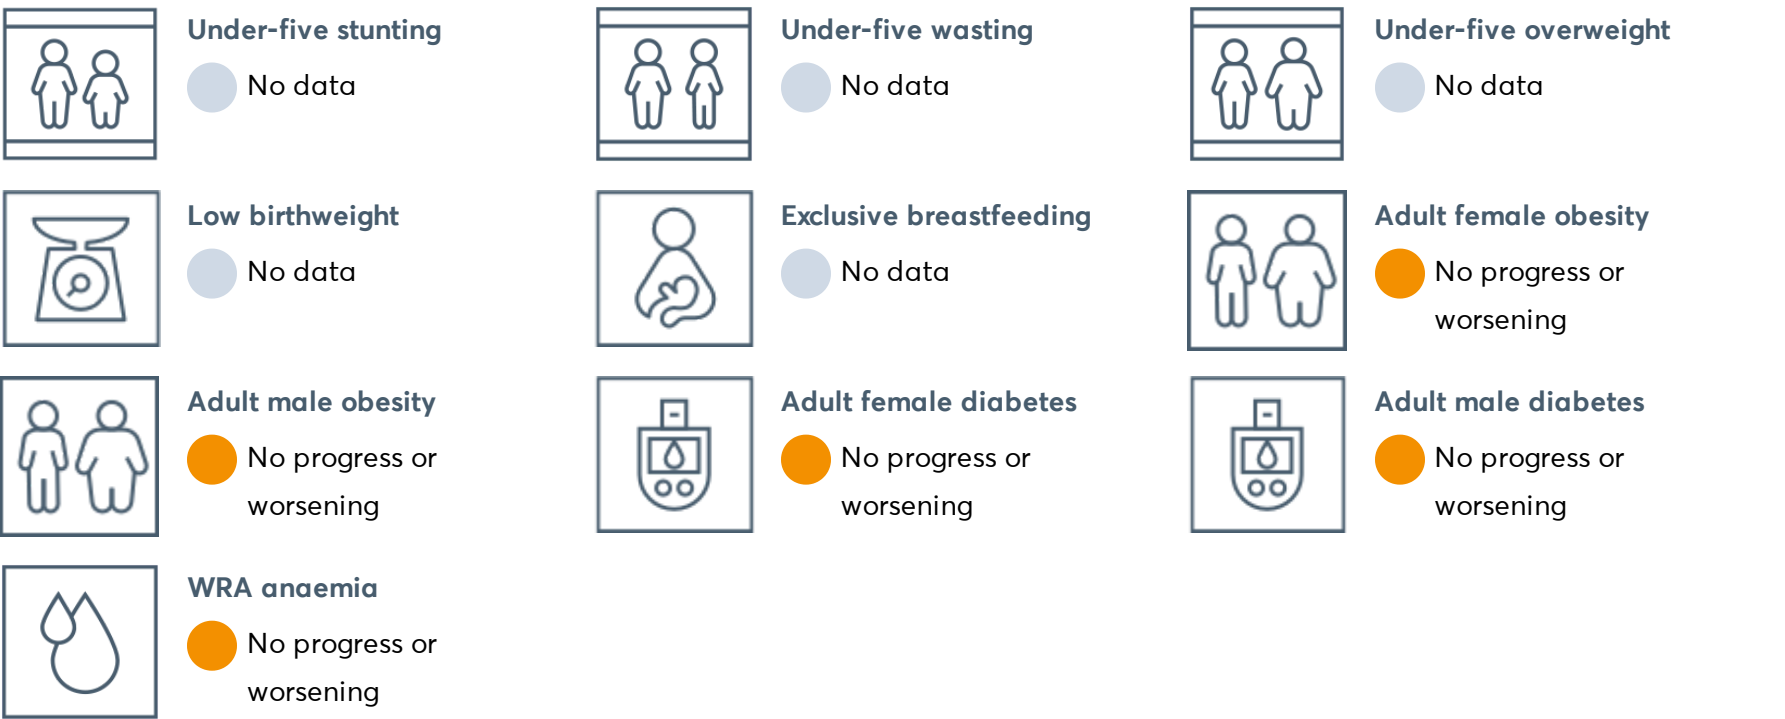 Under-five stunting
No data
Under-five wasting
No data
Under-five overweight
No data
Low birthweight
No data
Exclusive breastfeeding
No data
Adult female obesity
No progress or
worsening
Adult male obesity
No progress or
worsening
Adult female diabetes
No progress or
worsening
Adult male diabetes
No progress or
worsening
WRA anaemia
No progress or
worsening